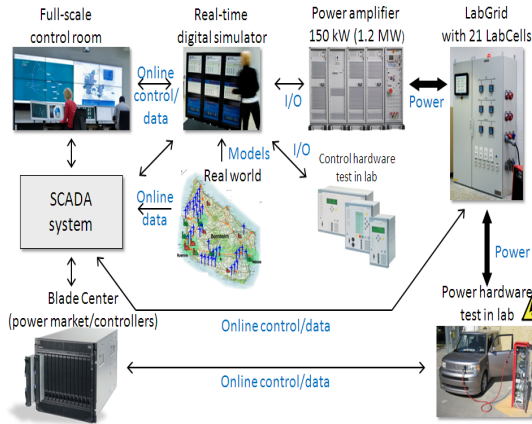 Full-scale
control room
Real-time
digital simulator
Power amplifier
150 kW (1.2 MW)
LabGrid
with 21 LabCells
Online
control/
data
I/O
Power
I/O
Models
Real world
Control hardware
test in lab
SCADA
system
Online
data
Bornholm
Power
Blade Center
(power market/controllers)
Online control/data
Power hardware
test in lab
Online control/data